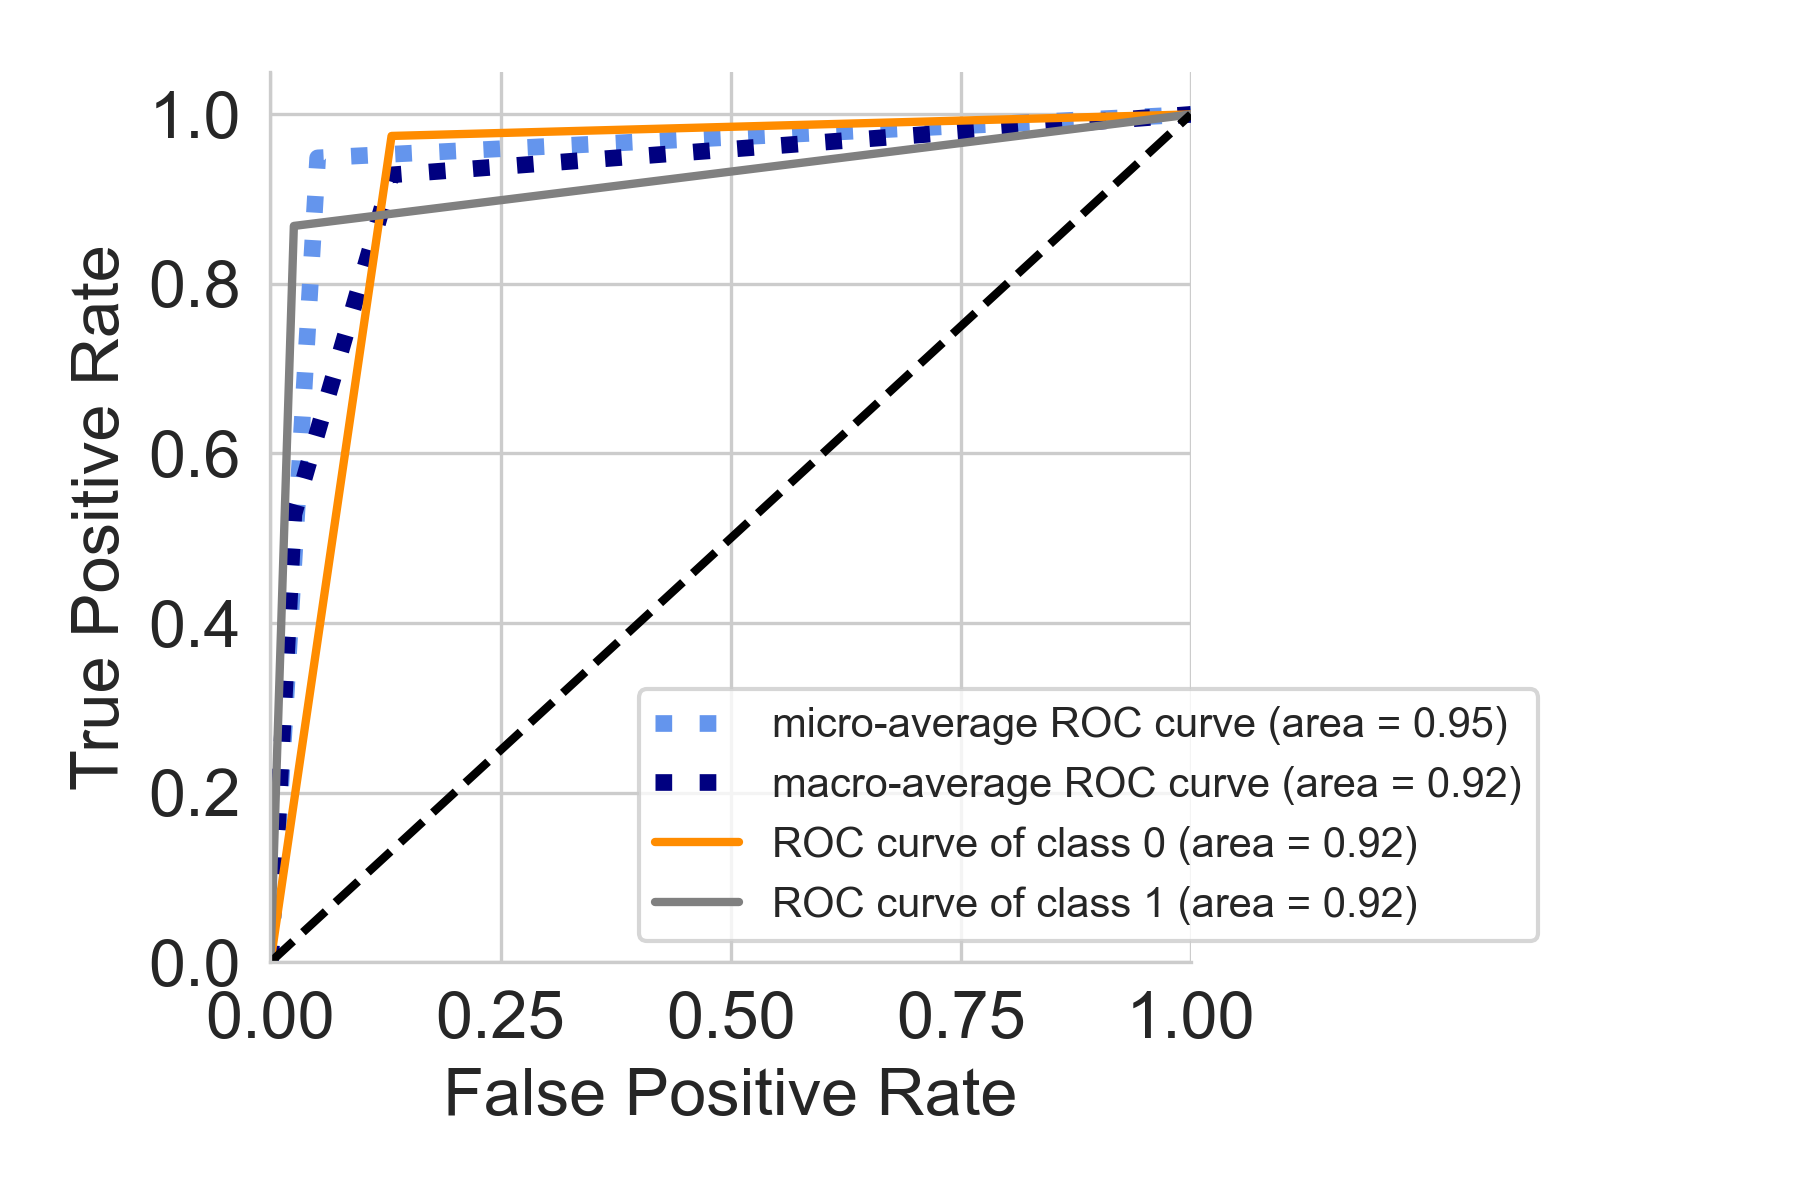 True Positive Rate
1.0
0.8
0.6
0.4
0.2
0.0
0.00 0.25 0.50 0.75 1.00
False Positive Rate
micro-average ROC curve (area = 0.95)
macro-average ROC curve (area = 0.92)
ROC curve of class 0 (area = 0.92)
ROC curve of class 1 (area = 0.92)